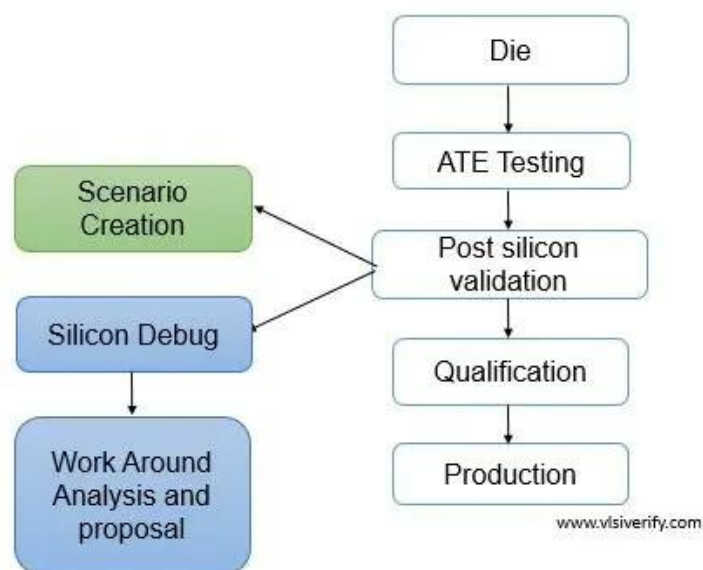 Die
ATE Testing
Scenario
Creation
Post silicon
validation
Silicon Debug
Qualification
Work Around
Analysis and
proposal
Production
www.vlsiverify.com